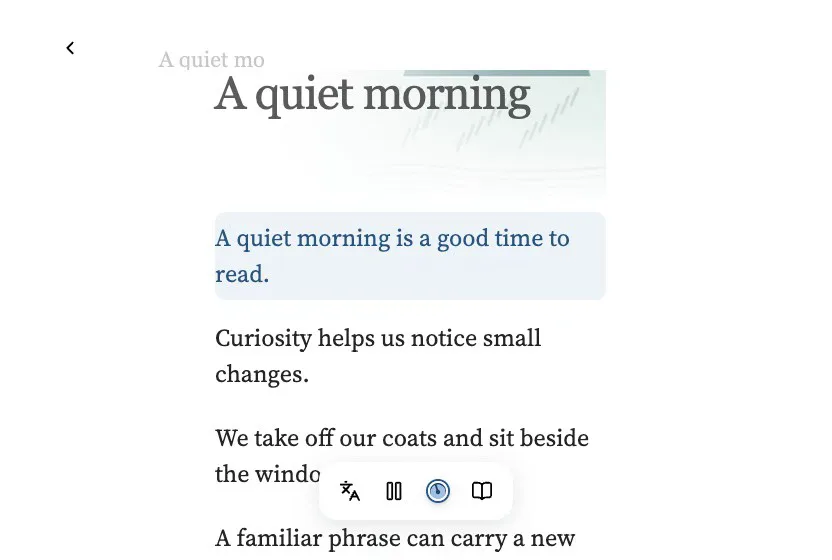 A quiet mo
A quiet morning
A quiet morning is a good time to
read.
Curiosity helps us notice small
changes.
We take off our coats and sit beside
the windo
A familiar phrase can carry a new